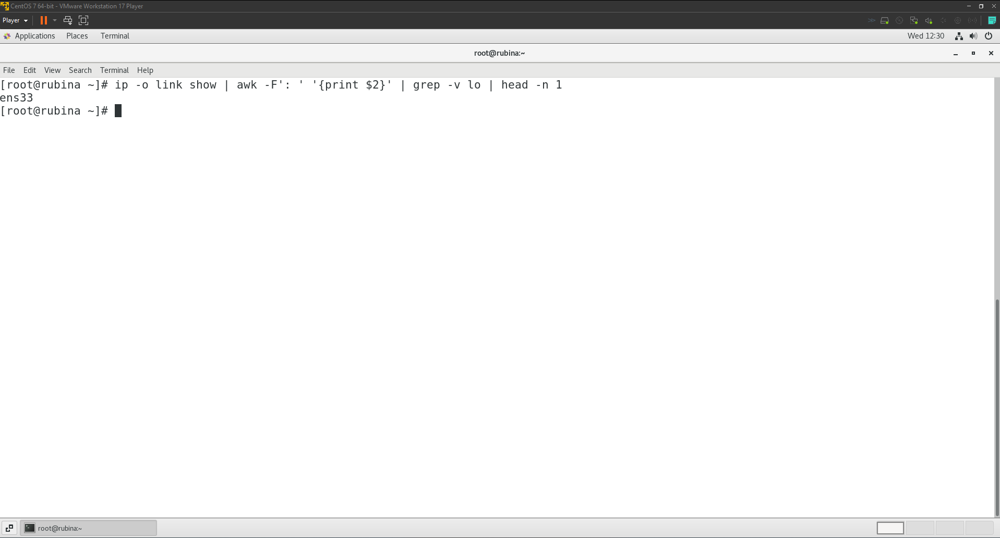 CentOS 7 64-bit - VMware Workstation 17 Player
Player
Applications Places Terminal Wed 12:30
root@rubina:~
File Edit View Search Terminal Help
[root@rubina ~]# ip -o link show | awk -F': ' '{print $2}' | grep -v lo | head -n 1
ens33
[root@rubina ~]#
root@rubina:~